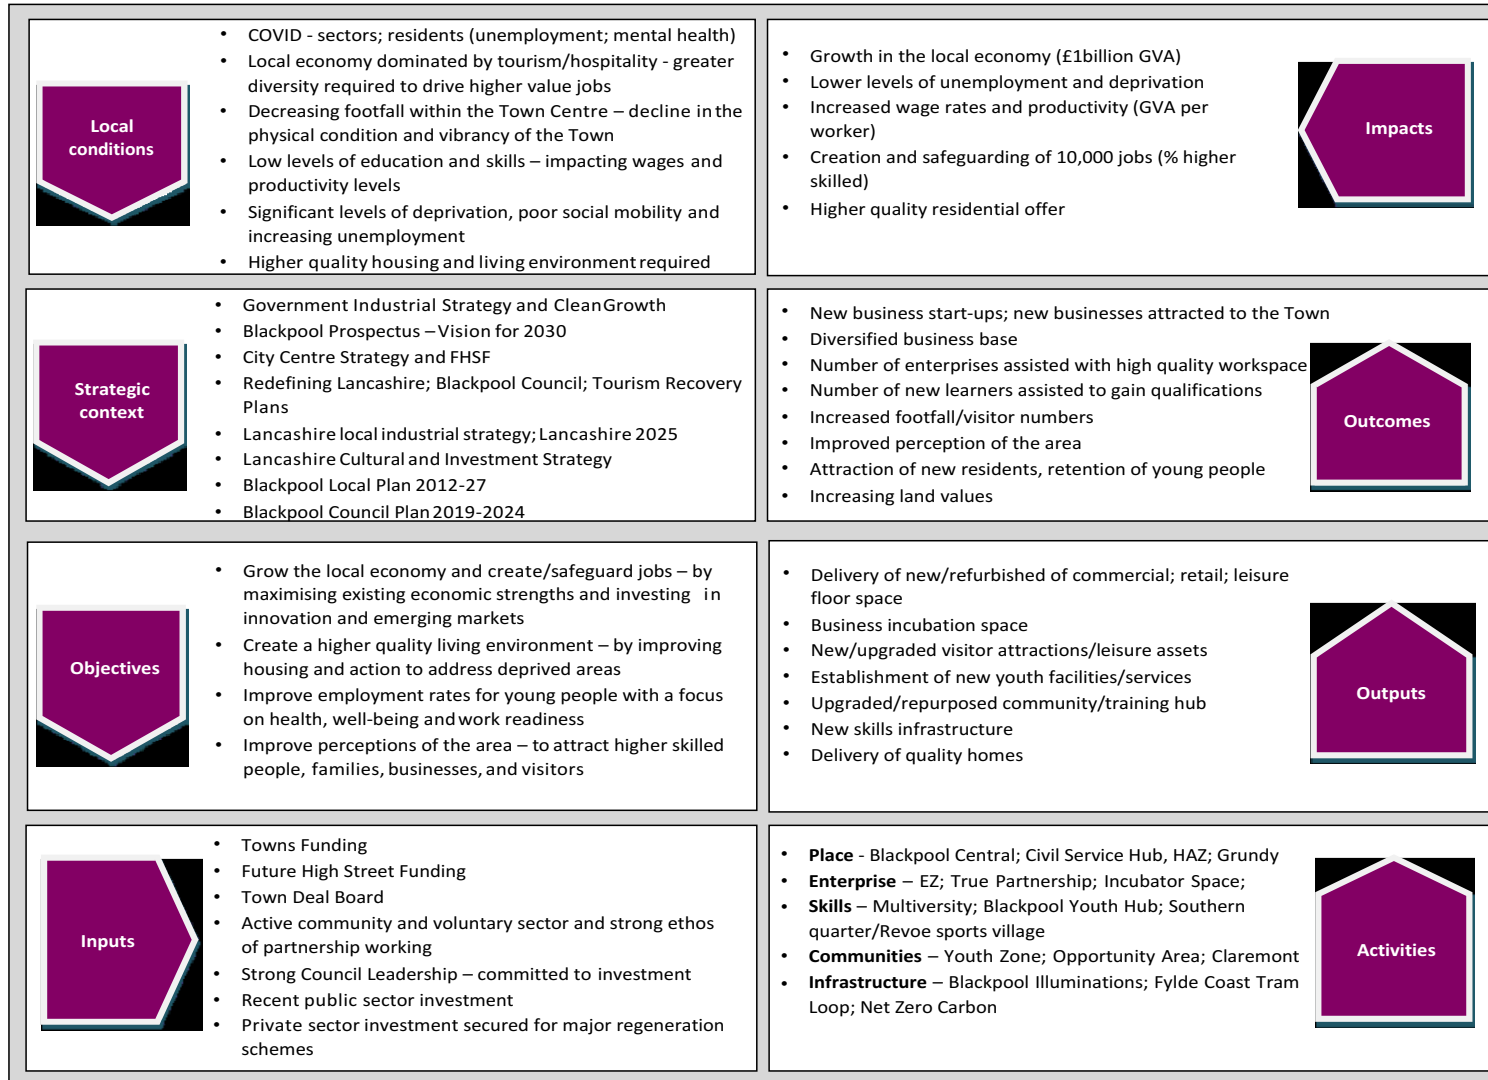 Local
conditions
• COVID - sectors; residents (unemployment; mental health)
• Local economy dominated by tourism/hospitality - greater
diversity required to drive higher value jobs
• Decreasing footfall within the Town Centre – decline in the
physical condition and vibrancy of the Town
• Low levels of education and skills – impacting wages and
productivity levels
• Significant levels of deprivation, poor social mobility and
increasing unemployment
• Higher quality housing and living environment required
Strategic
context
• Government Industrial Strategy and CleanGrowth
• Blackpool Prospectus – Vision for 2030
• City Centre Strategy and FHSF
• Redefining Lancashire; Blackpool Council; Tourism Recovery
Plans
• Lancashire local industrial strategy; Lancashire 2025
• Lancashire Cultural and Investment Strategy
• Blackpool Local Plan 2012-27
• Blackpool Council Plan 2019-2024
Objectives
• Grow the local economy and create/safeguard jobs – by
maximising existing economic strengths and investing in
innovation and emerging markets
• Create a higher quality living environment – by improving
housing and action to address deprived areas
• Improve employment rates for young people with a focus
on health, well-being and work readiness
• Improve perceptions of the area – to attract higher skilled
people, families, businesses, and visitors
Inputs
• Towns Funding
• Future High Street Funding
• Town Deal Board
• Active community and voluntary sector and strong ethos
of partnership working
• Strong Council Leadership – committed to investment
• Recent public sector investment
• Private sector investment secured for major regeneration
schemes
• Growth in the local economy (£1billion GVA)
• Lower levels of unemployment and deprivation
• Increased wage rates and productivity (GVA per
worker)
• Creation and safeguarding of 10,000 jobs (% higher
skilled)
• Higher quality residential offer
Impacts
• New business start-ups; new businesses attracted to the Town
• Diversified business base
• Number of enterprises assisted with high quality workspace
• Number of new learners assisted to gain qualifications
• Increased footfall/visitor numbers
• Improved perception of the area
• Attraction of new residents, retention of young people
• Increasing land values
Outcomes
• Delivery of new/refurbished of commercial; retail; leisure
floor space
• Business incubation space
• New/upgraded visitor attractions/leisure assets
• Establishment of new youth facilities/services
• Upgraded/repurposed community/training hub
• New skills infrastructure
• Delivery of quality homes
Outputs
• Place - Blackpool Central; Civil Service Hub, HAZ; Grundy
• Enterprise – EZ; True Partnership; Incubator Space;
• Skills – Multiversity; Blackpool Youth Hub; Southern
quarter/Revoe sports village
• Communities – Youth Zone; Opportunity Area; Claremont
• Infrastructure – Blackpool Illuminations; Fylde Coast Tram
Loop; Net Zero Carbon
Activities